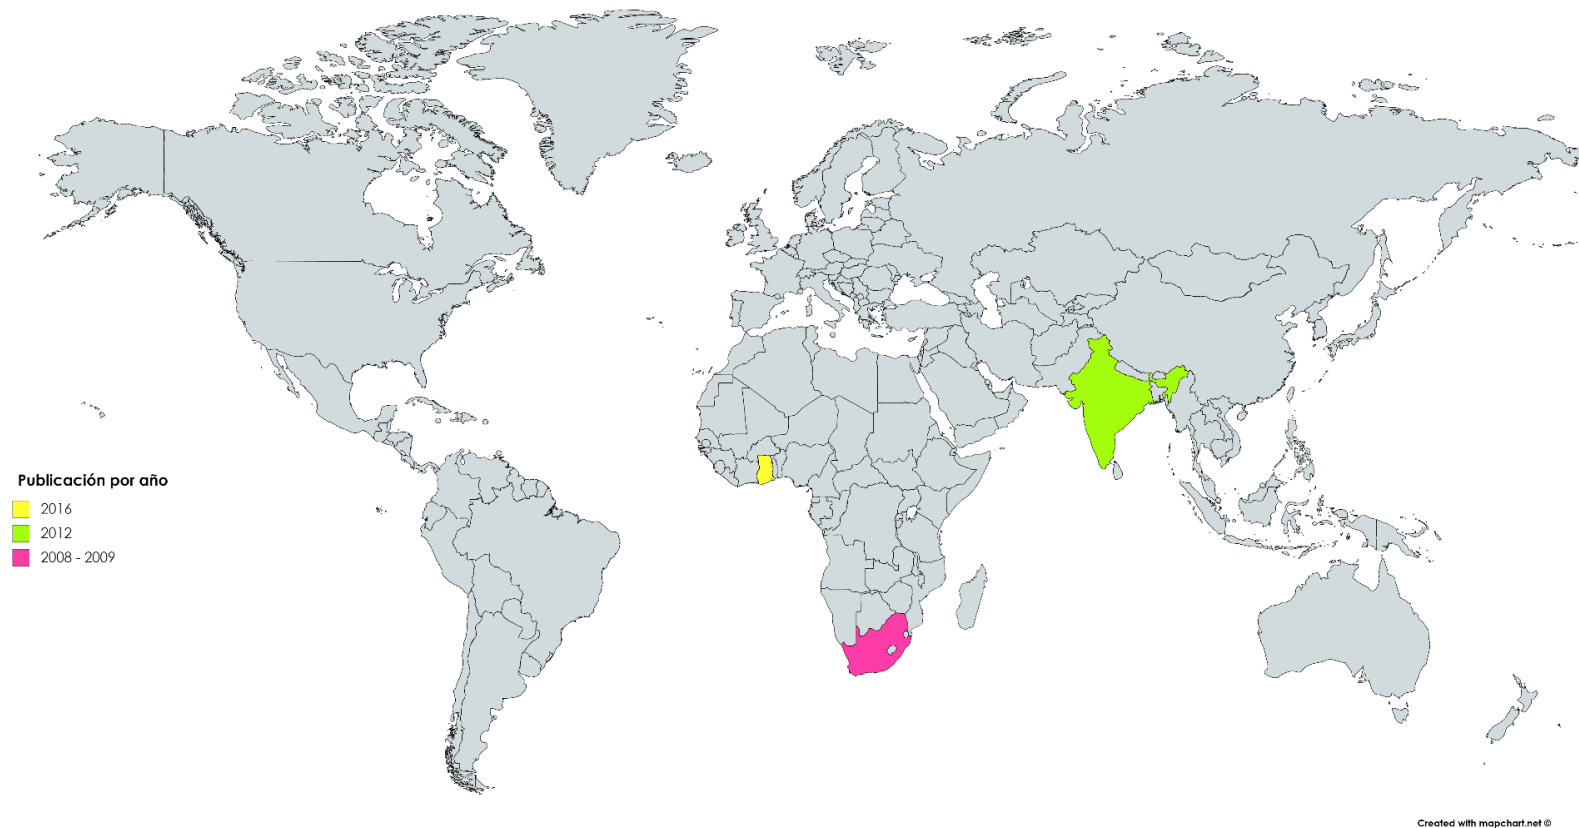 Publicación por año
2016
2012
2008 - 2009
Created with mapchart.net ©